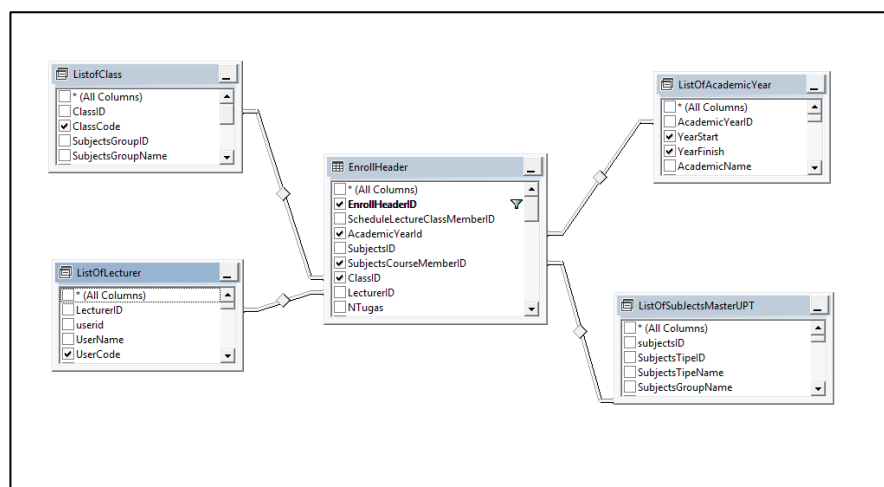 ListofClass
* (All Columns)
ClassID
ClassCode
SubjectsGroupID
SubjectsGroupName
ListOfAcademicYear
* (All Columns)
AcademicYearID
YearStart
YearFinish
AcademicName
EnrollHeader
* (All Columns)
EnrollHeaderID
ScheduleLectureClassMemberID
AcademicYearId
SubjectsID
SubjectsCourseMemberID
ClassID
LecturerID
NTugas
ListOfLecturer
* (All Columns)
LecturerID
userid
UserName
UserCode
ListOfSubJectsMasterUPT
* (All Columns)
subjectsID
SubjectsTipeID
SubjectsTipeName
SubjectsGroupName